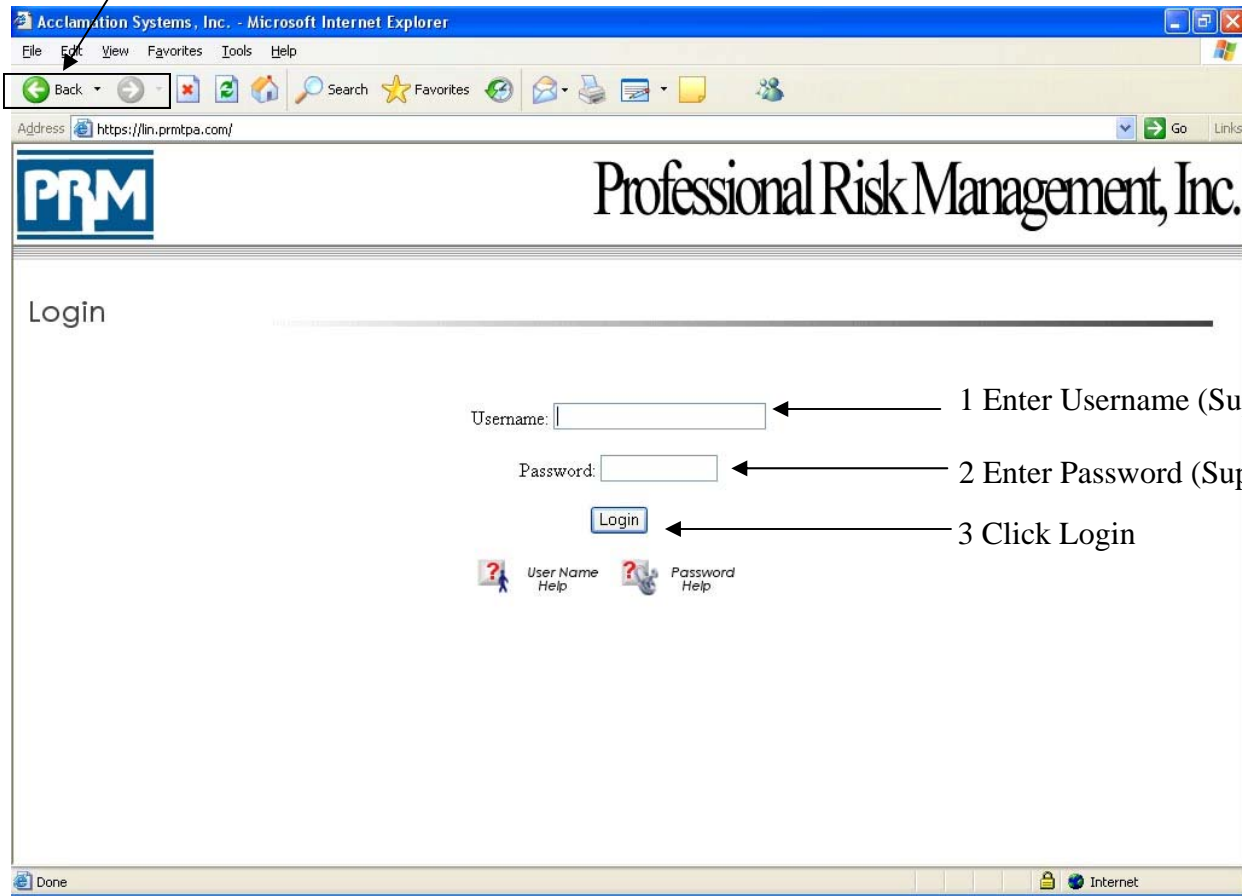 Acclamation Systems, Inc. - Microsoft Internet Explorer
File Edit View Favorites Tools Help
Back Search Favorites
Address https://lin.prmtpa.com/ Go Links
PRM Professional Risk Management, Inc.
Login
Username: 1 Enter Username (Su
Password: 2 Enter Password (Sup
Login 3 Click Login
User Name Help Password Help
Done Internet